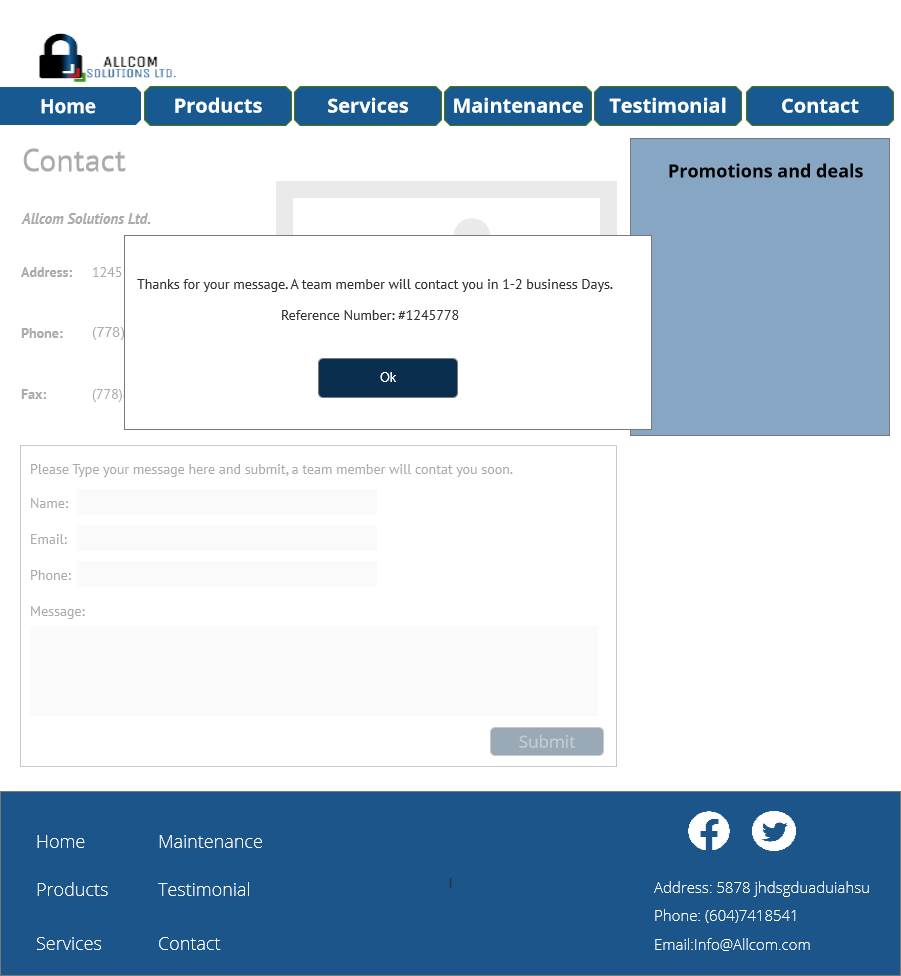 ALLCOM
SOLUTIONS LTD.
Home Products Services Maintenance Testimonial Contact
Contact
Promotions and deals
Allcom Solutions Ltd.
Address: 1245
Thanks for your message. A team member will contact you in 1-2 business Days.
Reference Number: #1245778
Phone: (778)
Ok
Fax: (778)
Please Type your message here and submit, a team member will contat you soon.
Name:
Email:
Phone:
Message:
Submit
Home Maintenance
Products Testimonial
Services Contact
Address: 5878 jhdsgduaduiahsu
Phone: (604)7418541
Email:Info@Allcom.com